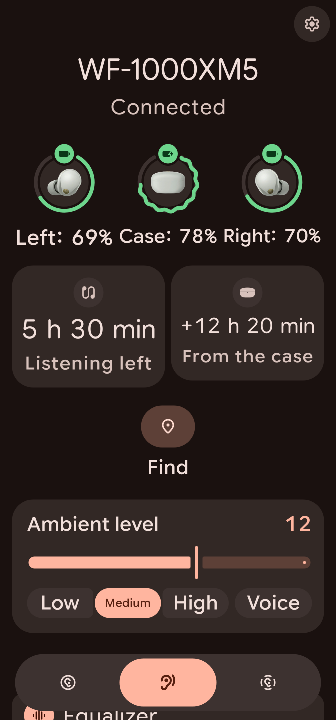 WF-1000XM5
Connected
Left: 69% Case: 78% Right: 70%
5 h 30 min
Listening left
+12 h 20 min
From the case
Find
Ambient level 12
Low Medium High Voice
Equalizer